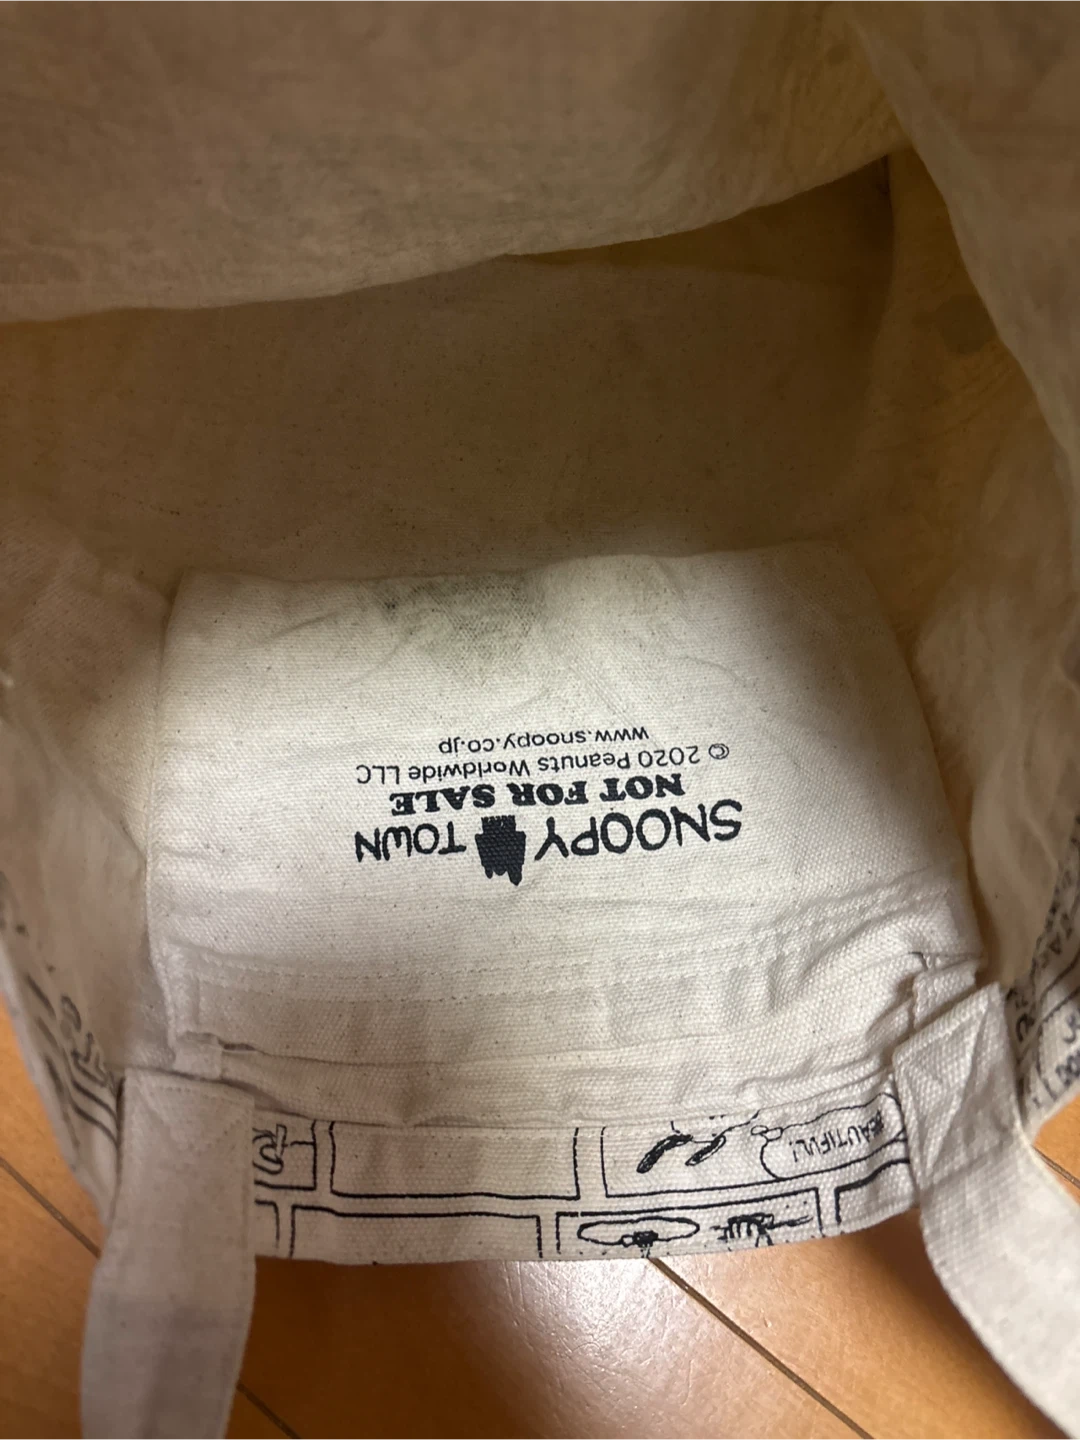 SNOOPY TOWN
NOT FOR SALE
© 2020 Peanuts Worldwide LLC
www.snoopy.co.jp
BEAUTIFUL!